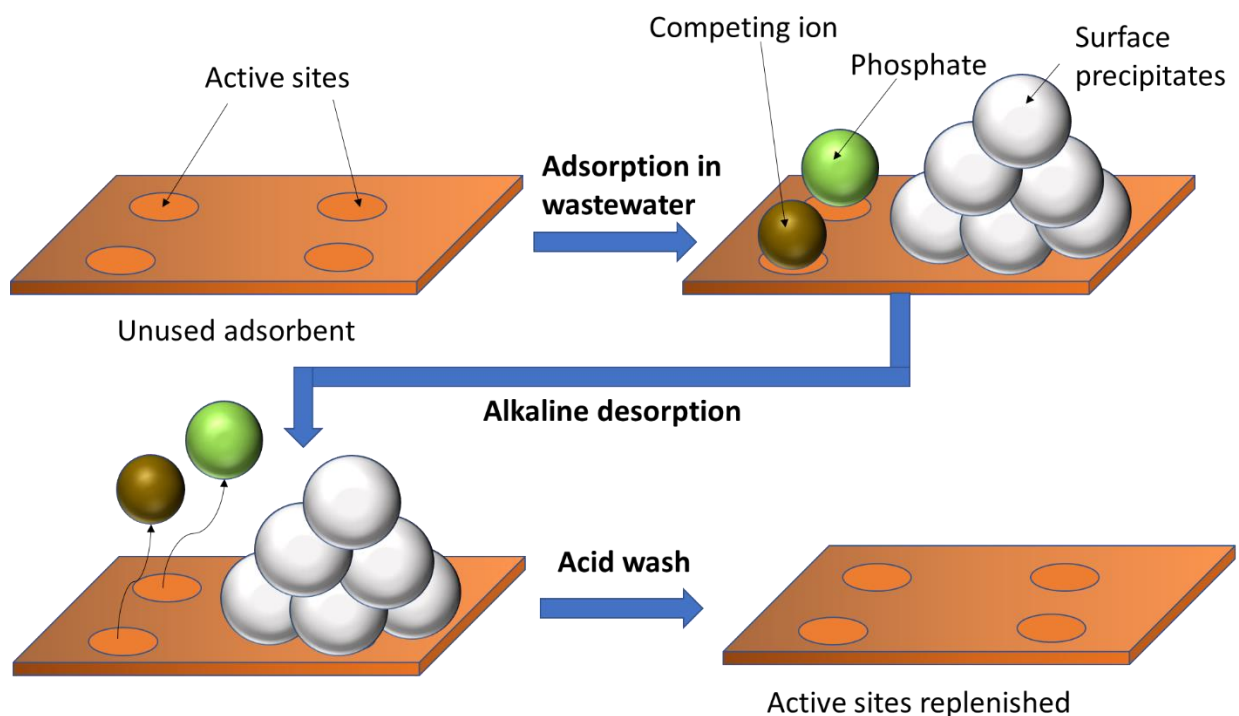 Active sites
Competing ion
Phosphate
Surface
precipitates
Adsorption in
wastewater
Unused adsorbent
Alkaline desorption
Acid wash
Active sites replenished